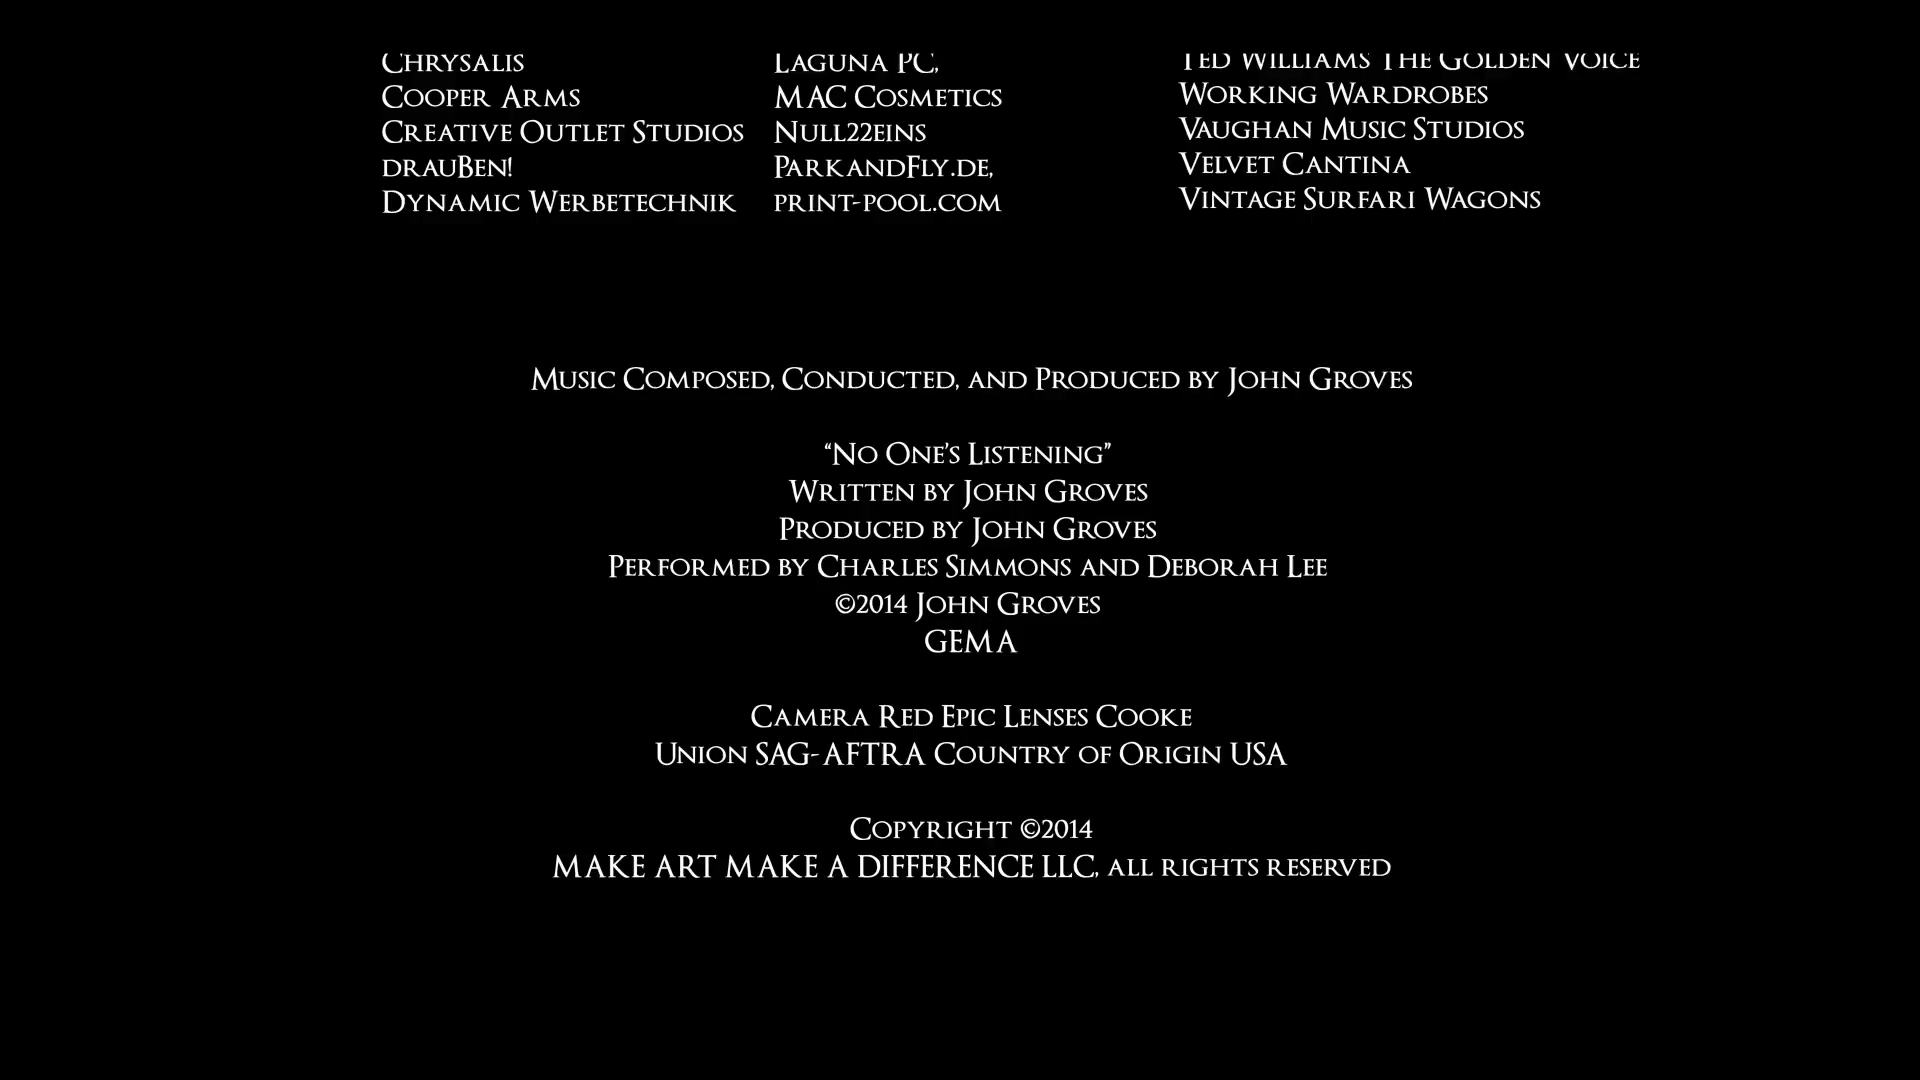 Chrysalis
Cooper Arms
Creative Outlet Studios
drauBen!
Dynamic Werbetechnik
Laguna PC,
MAC Cosmetics
Null22eins
ParkandFly.de,
print-pool.com
Ted Williams The Golden Voice
Working Wardrobes
Vaughan Music Studios
Velvet Cantina
Vintage Surfari Wagons
Music Composed, Conducted, and Produced by John Groves
“No One’s Listening”
Written by John Groves
Produced by John Groves
Performed by Charles Simmons and Deborah Lee
©2014 John Groves
GEMA
Camera Red Epic Lenses Cooke
Union SAG-AFTRA Country of Origin USA
Copyright ©2014
MAKE ART MAKE A DIFFERENCE LLC, all rights reserved